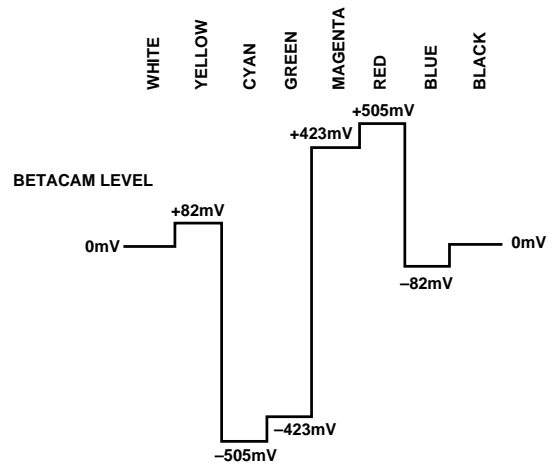 WHITE
YELLOW
CYAN
GREEN
MAGENTA
RED
BLUE
BLACK
+505mV
+423mV
BETACAM LEVEL
+82mV
0mV
0mV
–82mV
–423mV
–505mV